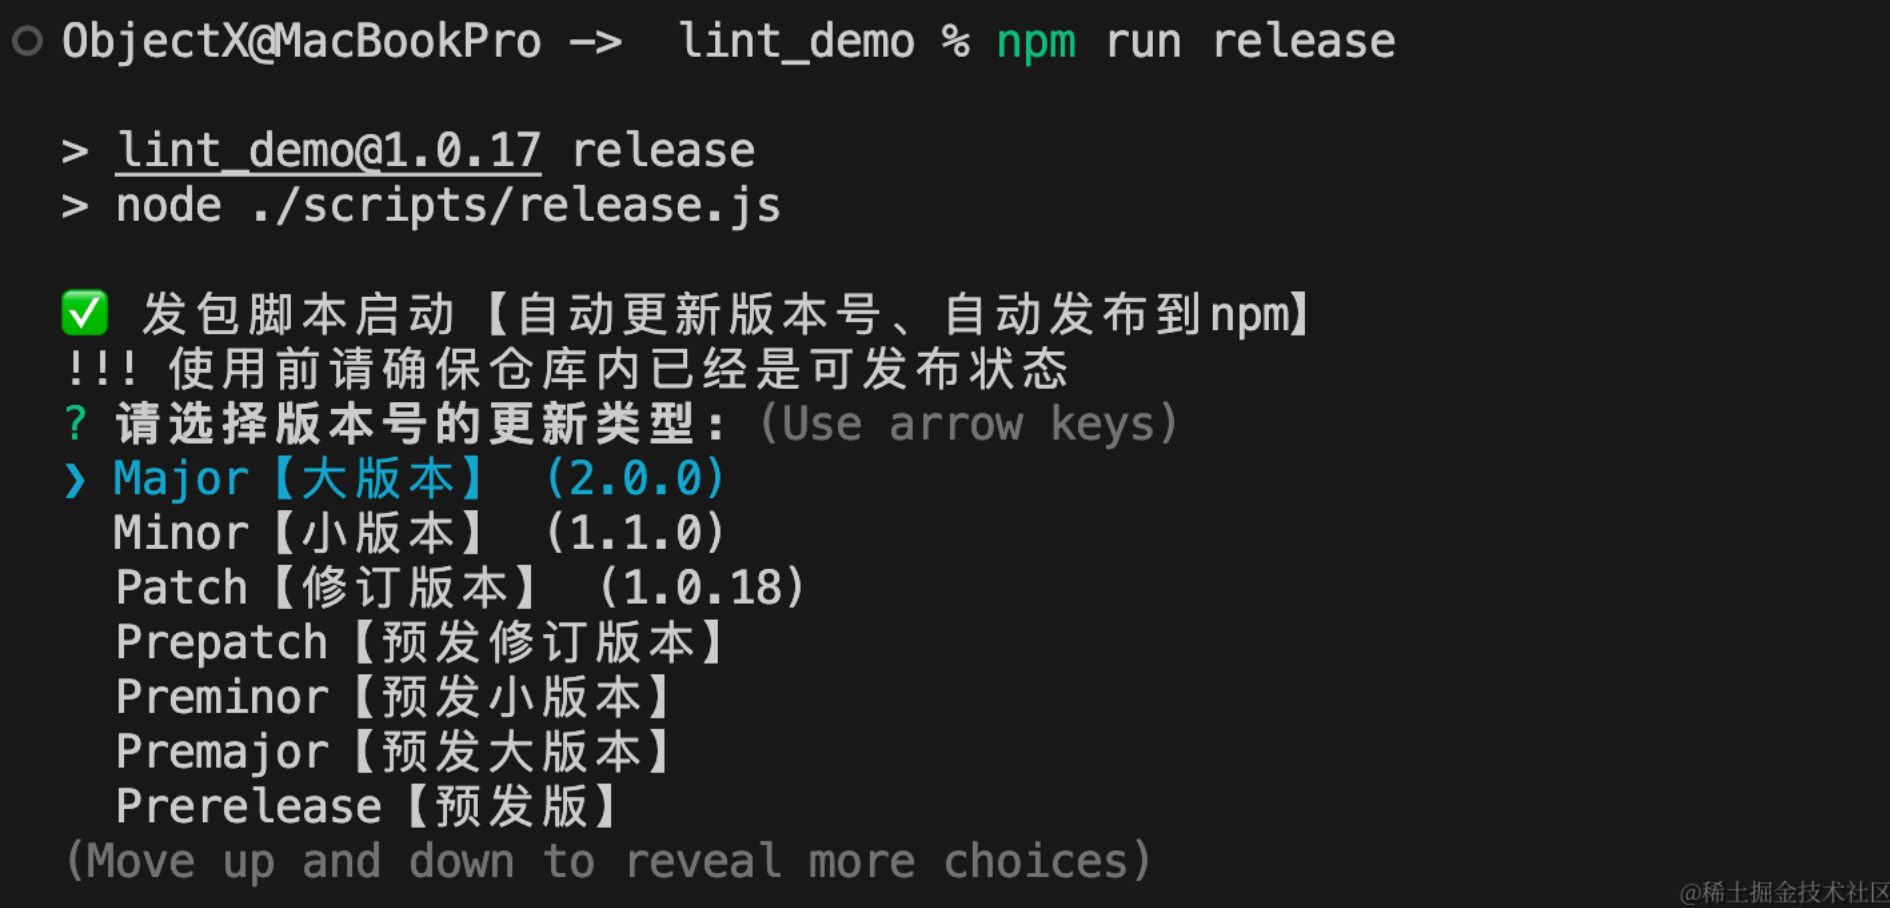 ObjectX@MacBookPro ->  lint_demo % npm run release
> lint_demo@1.0.17 release
> node ./scripts/release.js
✅ 发包脚本启动【自动更新版本号、自动发布到npm】
!!! 使用前请确保仓库内已经是可发布状态
? 请选择版本号的更新类型: (Use arrow keys)
❯ Major【大版本】 (2.0.0)
Minor【小版本】 (1.1.0)
Patch【修订版本】 (1.0.18)
Prepatch【预发修订版本】
Preminor【预发小版本】
Premajor【预发大版本】
Prerelease【预发版】
(Move up and down to reveal more choices)
@稀土掘金技术社区